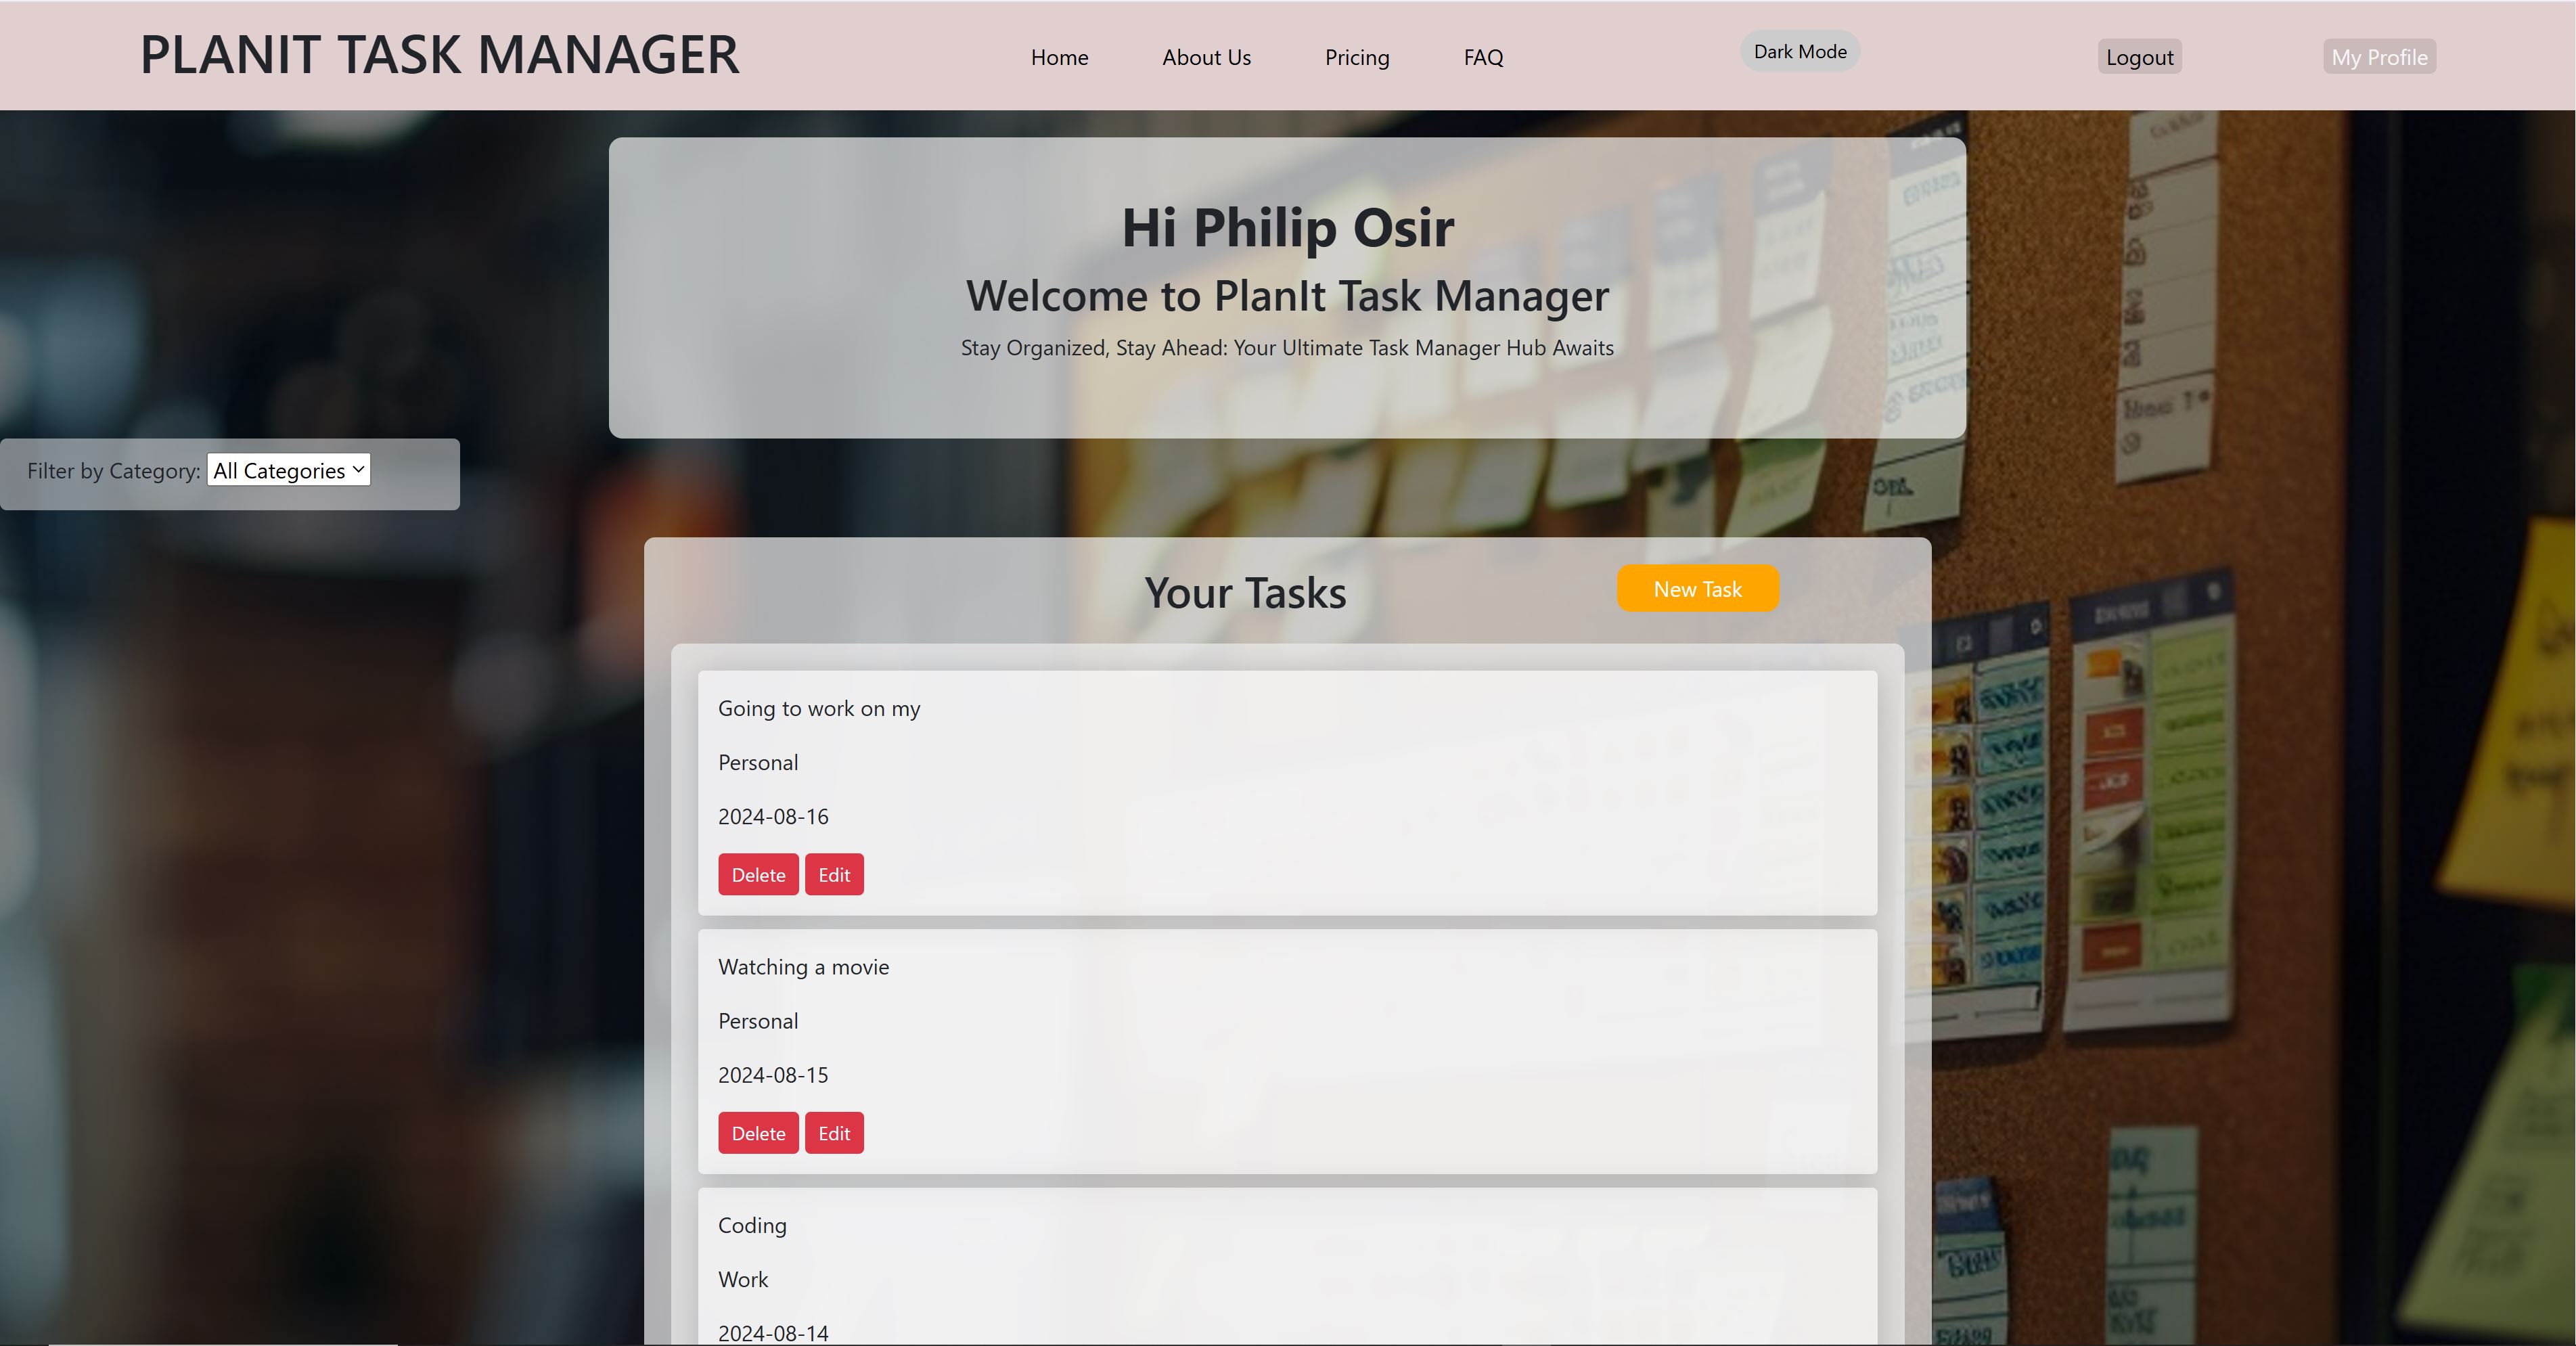 PLANIT TASK MANAGER
Home About Us Pricing FAQ Dark Mode Logout My Profile
Hi Philip Osir
Welcome to PlanIt Task Manager
Stay Organized, Stay Ahead: Your Ultimate Task Manager Hub Awaits
Filter by Category: All Categories
Your Tasks
New Task
Going to work on my
Personal
2024-08-16
Delete Edit
Watching a movie
Personal
2024-08-15
Delete Edit
Coding
Work
2024-08-14